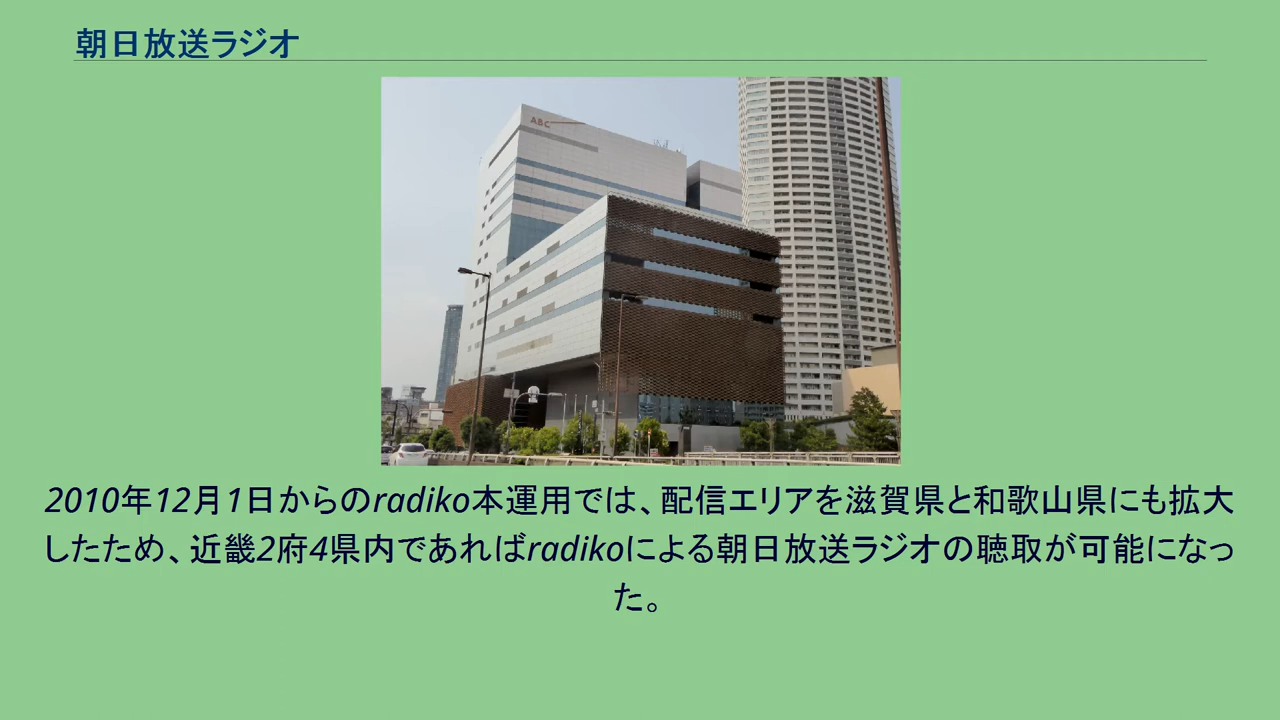 朝日放送ラジオ
ABC
2010年12月1日からのradiko本運用では、配信エリアを滋賀県と和歌山県にも拡大
したため、近畿2府4県内であればradikoによる朝日放送ラジオの聴取が可能になっ
た。